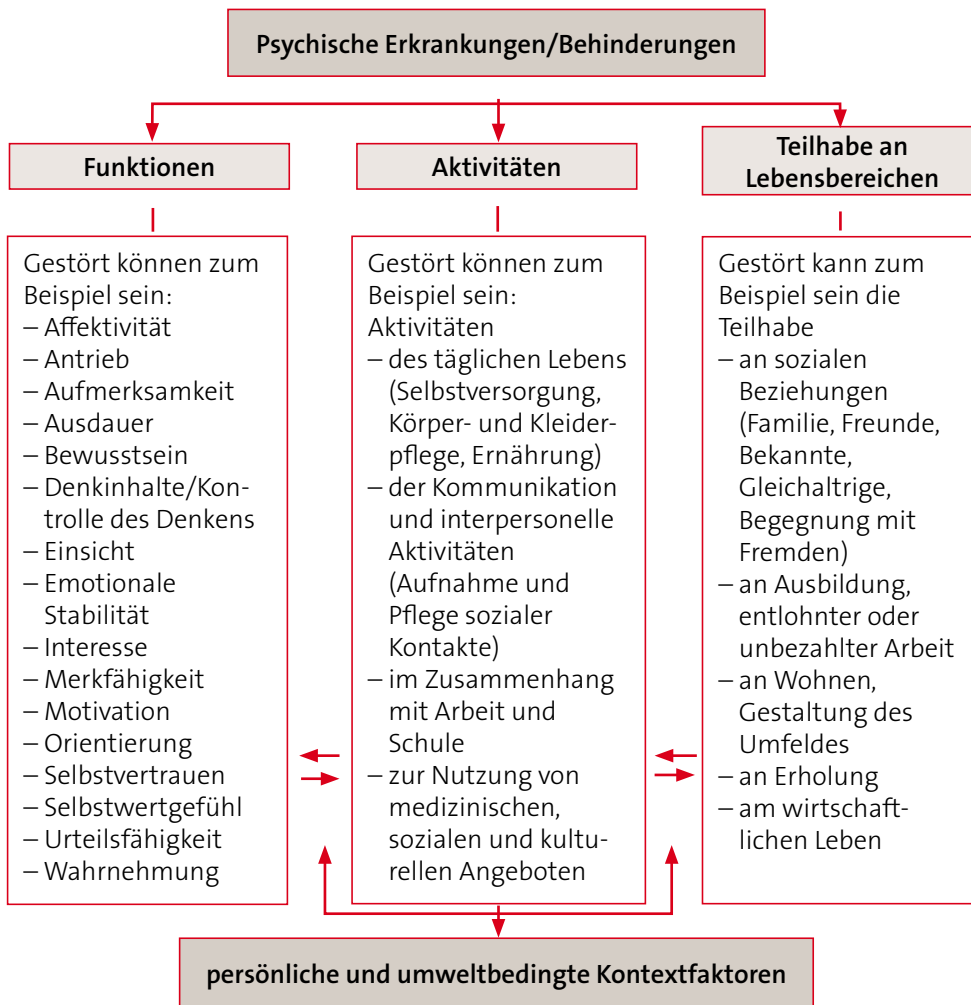 Psychische Erkrankungen/Behinderungen
Funktionen
Gestört können zum
Beispiel sein:
– Affektivität
– Antrieb
– Aufmerksamkeit
– Ausdauer
– Bewusstsein
– Denkinhalte/Kon-
trolle des Denkens
– Einsicht
– Emotionale
Stabilität
– Interesse
– Merkfähigkeit
– Motivation
– Orientierung
– Selbstvertrauen
– Selbstwertgefühl
– Urteilsfähigkeit
– Wahrnehmung
Aktivitäten
Gestört können zum
Beispiel sein:
Aktivitäten
– des täglichen Lebens
(Selbstversorgung,
Körper- und Kleider-
pflege, Ernährung)
– der Kommunikation
und interpersonelle
Aktivitäten
(Aufnahme und
Pflege sozialer
Kontakte)
– im Zusammenhang
mit Arbeit und
Schule
– zur Nutzung von
medizinischen,
sozialen und kultu-
rellen Angeboten
Teilhabe an
Lebensbereichen
Gestört kann zum
Beispiel sein die
Teilhabe
– an sozialen
Beziehungen
(Familie, Freunde,
Bekannte,
Gleichaltrige,
Begegnung mit
Fremden)
– an Ausbildung,
entlohnter oder
unbezahlter Arbeit
– an Wohnen,
Gestaltung des
Umfeldes
– an Erholung
– am wirtschaft-
lichen Leben
persönliche und umweltbedingte Kontextfaktoren